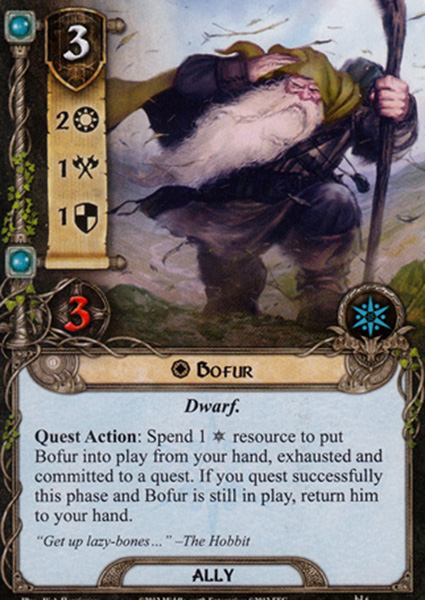 3
2
1
1
3
Bofur
Dwarf.
Quest Action: Spend 1 resource to put
Bofur into play from your hand, exhausted and
committed to a quest. If you quest successfully
this phase and Bofur is still in play, return him
to your hand.
"Get up lazy-bones…" –The Hobbit
ALLY